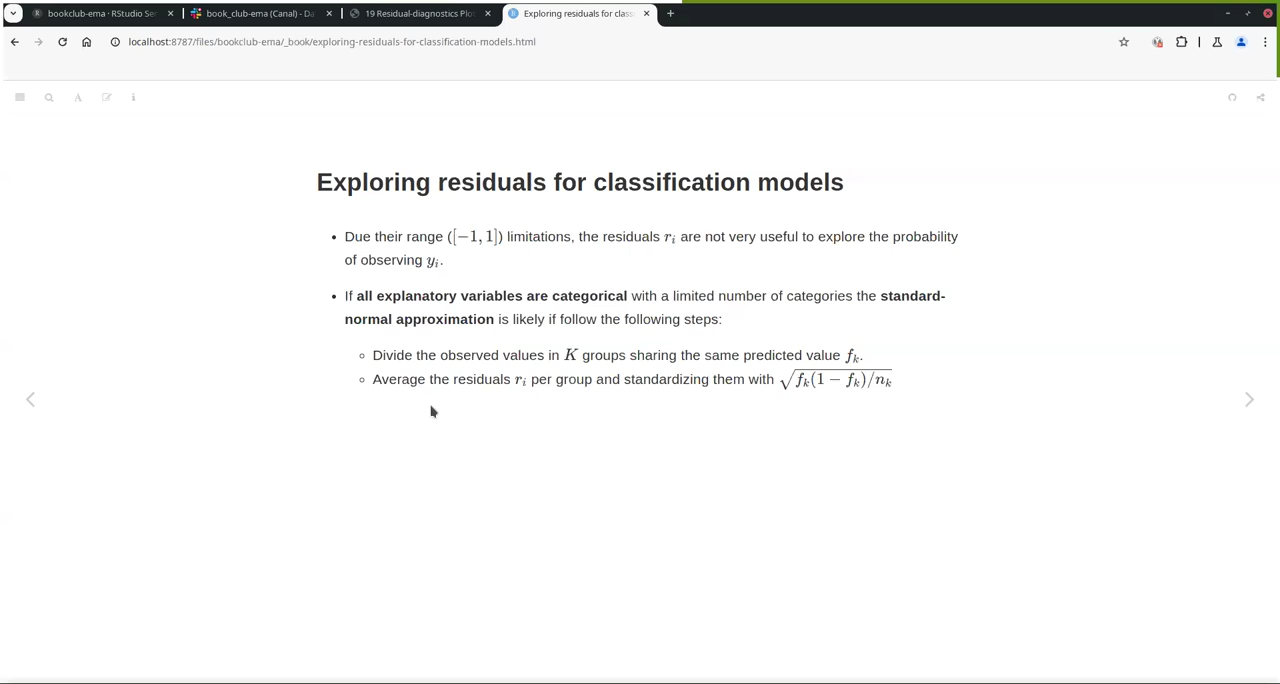 bookclub-ema · RStudio Ser
book_club-ema (Canal) - Da
19 Residual-diagnostics Plo
Exploring residuals for class
localhost:8787/files/bookclub-ema/_book/exploring-residuals-for-classification-models.html
Exploring residuals for classification models
• Due their range ([−1, 1]) limitations, the residuals r_i are not very useful to explore the probability
of observing y_i.
• If all explanatory variables are categorical with a limited number of categories the standard-
normal approximation is likely if follow the following steps:
◦ Divide the observed values in K groups sharing the same predicted value f_k.
◦ Average the residuals r_i per group and standardizing them with √(f_k(1 − f_k)/n_k)